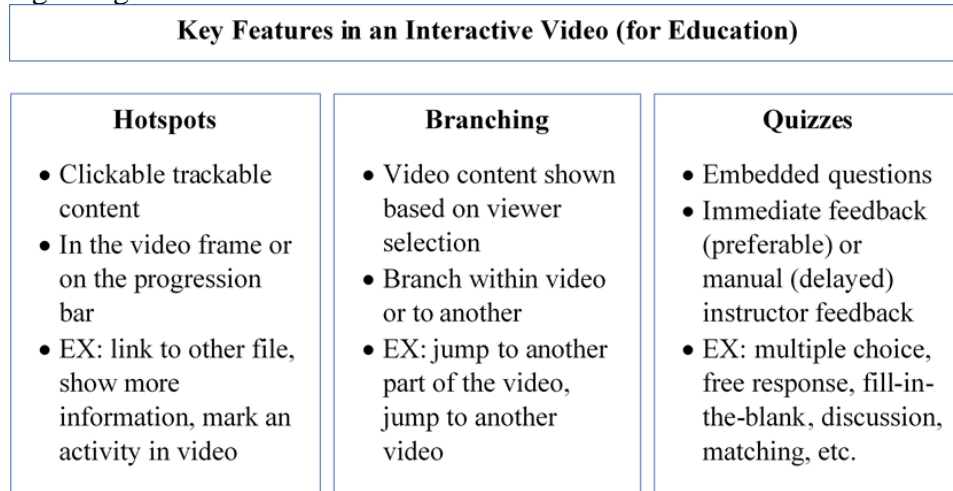 Key Features in an Interactive Video (for Education)
Hotspots
• Clickable trackable
content
• In the video frame or
on the progression
bar
• EX: link to other file,
show more
information, mark an
activity in video
Branching
• Video content shown
based on viewer
selection
• Branch within video
or to another
• EX: jump to another
part of the video,
jump to another
video
Quizzes
• Embedded questions
• Immediate feedback
(preferable) or
manual (delayed)
instructor feedback
• EX: multiple choice,
free response, fill-in-
the-blank, discussion,
matching, etc.